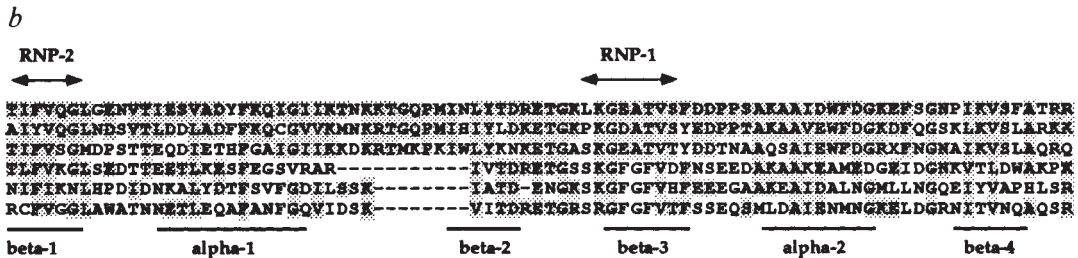 b
RNP-2 RNP-1
TIFVQGLGENVTIESVADYFKQIGIIKTNKKTGQPMINLYTDRETGKLKGEATVSFDDPPSAKAAIDWFDGKEFSGNPIKVSFATRR
AIYVQGLNDSVTLDDLADFFKQCGVVKMNKRTGQPMIHIYLDKETGKPKGDATVSYEDPPTAKAAVEWFDGKDFQGSKLKVSLARKK
TIFVSGMDPSTTEQDIETHFGAIGIIKKDKRTMKPKIWLYKNKETGASKGEATVTYDDTNAAQSAIEWFDGRXFNGNAIKVSLAQRQ
TLFVKGLSEDTTEETLKESFEGSVRAR-----------IVTDRETGSSKGFGFVDFNSEEDAKAAKEAMEDGEIDGNKVTLDWAKPK
NIFIKNLHPDIDNKALYDTFSVFGDILSSK--------IATD-ENGKSKGFGFVHFEEEGAAKEAIDALNGMLLNGQEIYVAPHLSR
RCFVGGLAWATNNETLEQAFANFGQVIDSK--------VITDRETGRSRGFGFVTFSSEQSMLDAIENMNGKELDGRNITVNQAQSR
beta-1 alpha-1 beta-2 beta-3 alpha-2 beta-4